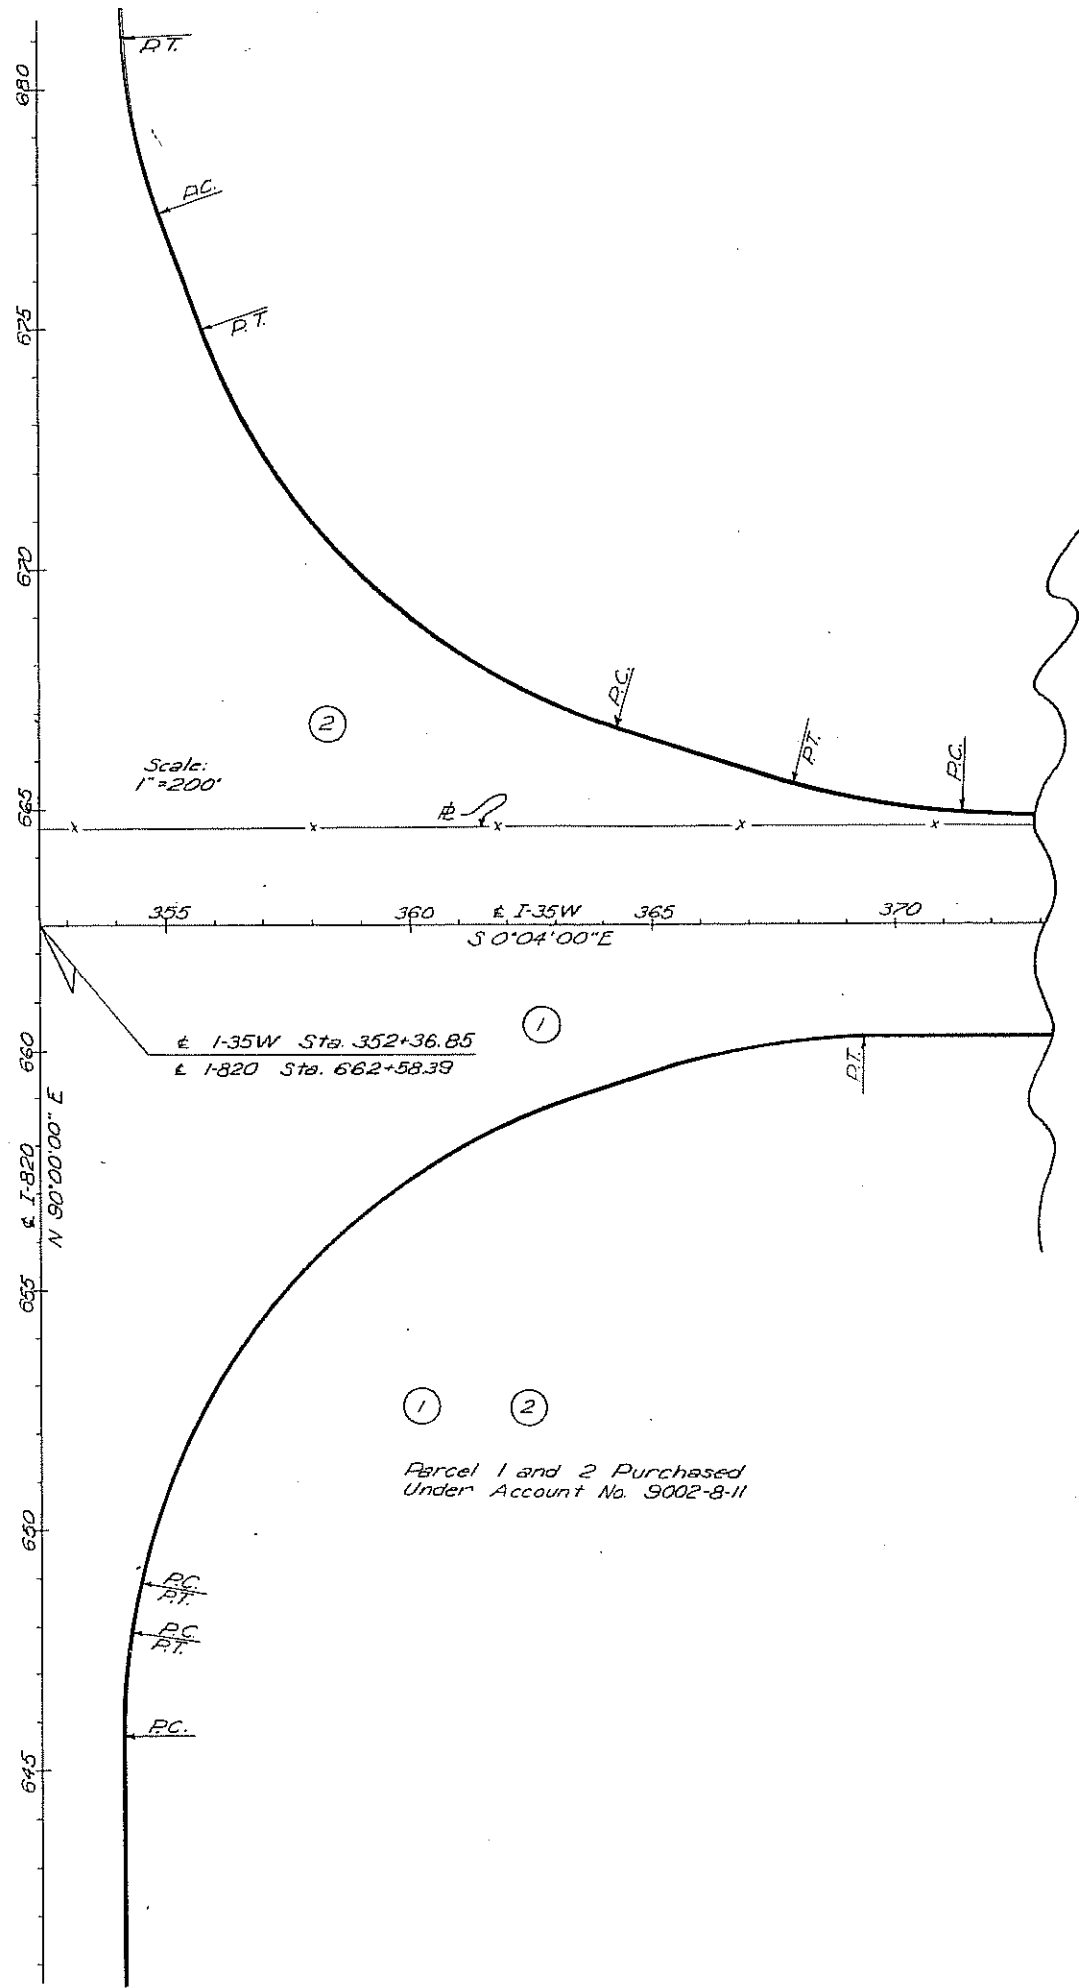 P.T.
680
P.C.
675
P.T.
670
P.C.
2
P.T.
P.C.
Scale:
1"=200'
665
x x x x x
355 360 ℄ I-35W 365 370
S 0°04'00"E
1
℄ I-35W Sta. 352+36.85
℄ I-820 Sta. 662+58.39
660
P.T.
℄ I-820
N 90°00'00" E
655
1 2
Parcel 1 and 2 Purchased
Under Account No. 9002-8-11
650
P.C.
P.T.
P.C.
P.T.
P.C.
645